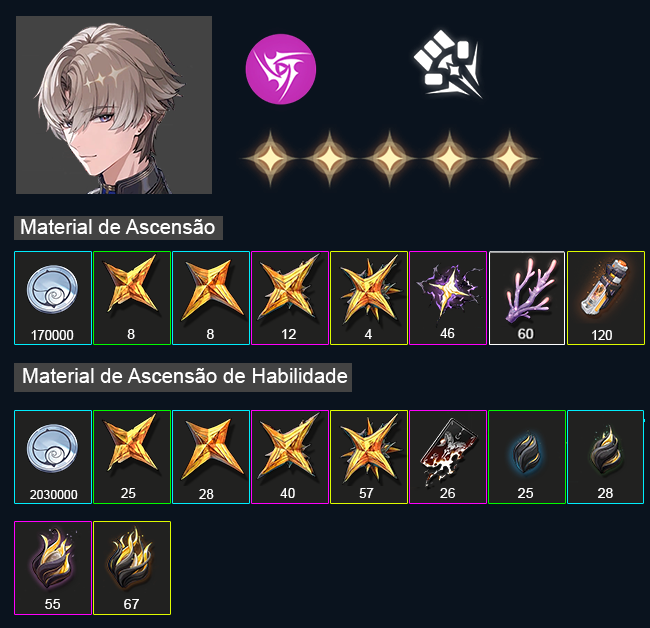 Material de Ascensão
170000 8 8 12 4 46 60 120
Material de Ascensão de Habilidade
2030000 25 28 40 57 26 25 28
55 67